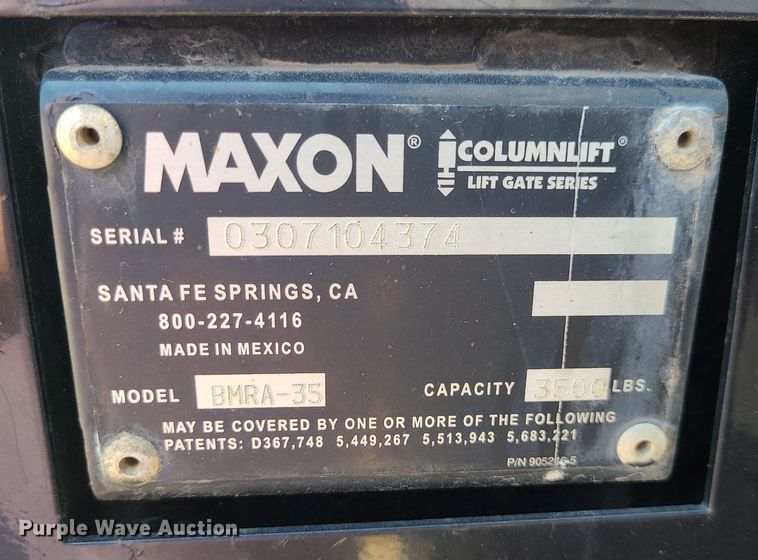 MAXON® COLUMNLIFT®
LIFT GATE SERIES
SERIAL # 0307104374
SANTA FE SPRINGS, CA
800-227-4116
MADE IN MEXICO
MODEL BMRA-35 CAPACITY 3500 LBS.
MAY BE COVERED BY ONE OR MORE OF THE FOLLOWING
PATENTS: D367,748 5,449,267 5,513,943 5,683,221
P/N
Purple Wave Auction